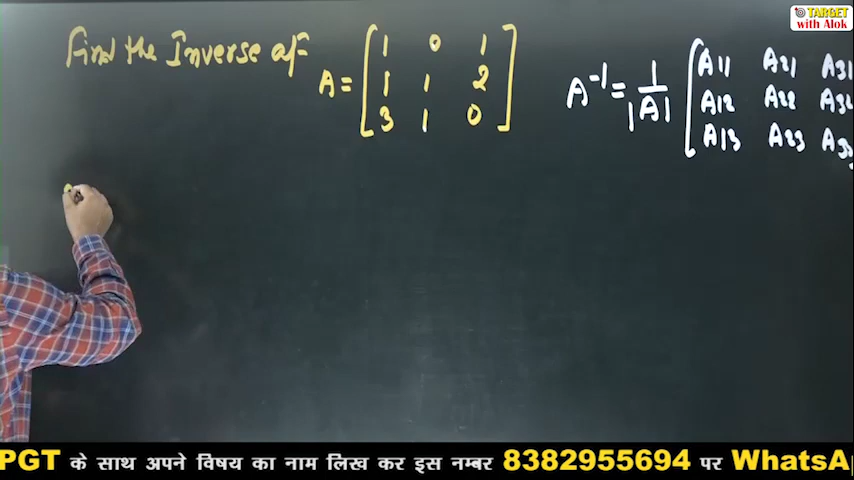 TARGET
with Alok
Find the Inverse of:
A = [1 0 1
1 1 2
3 1 0]
A⁻¹ = 1/|A| [A11 A21 A31
A12 A22 A32
A13 A23 A33
PGT के साथ अपने विषय का नाम लिख कर इस नम्बर 8382955694 पर WhatsA